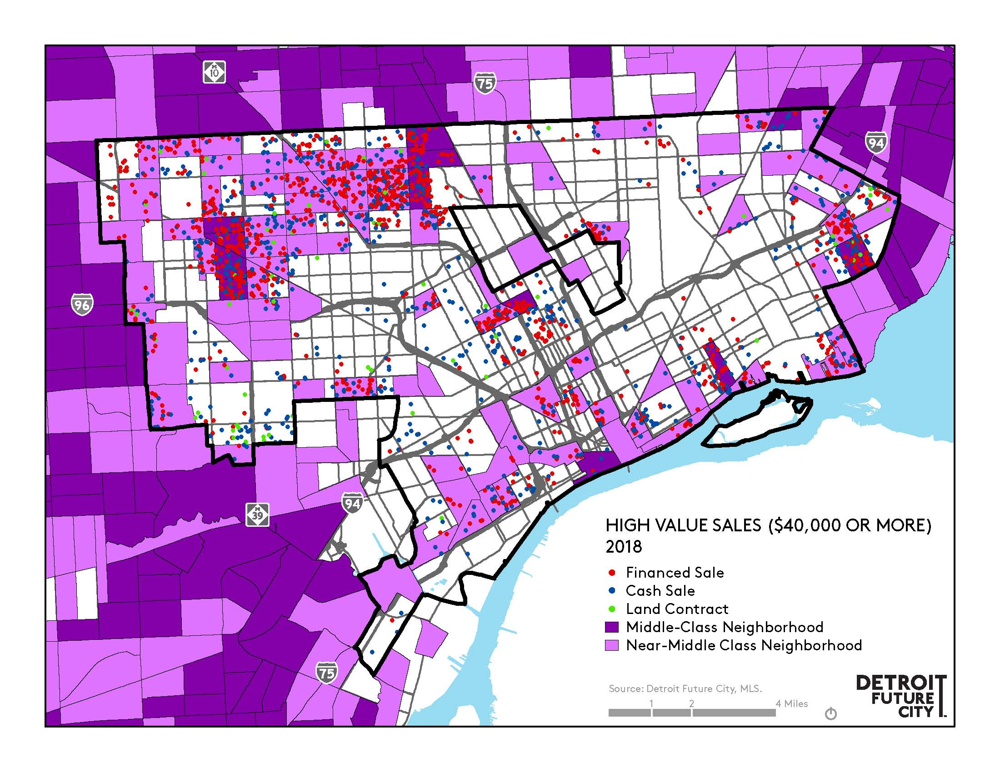 M
10
75
94
96
M
39
94
75
HIGH VALUE SALES ($40,000 OR MORE)
2018
Financed Sale
Cash Sale
Land Contract
Middle-Class Neighborhood
Near-Middle Class Neighborhood
Source: Detroit Future City, MLS.
1 2 4 Miles
DETROIT
FUTURE
CITY